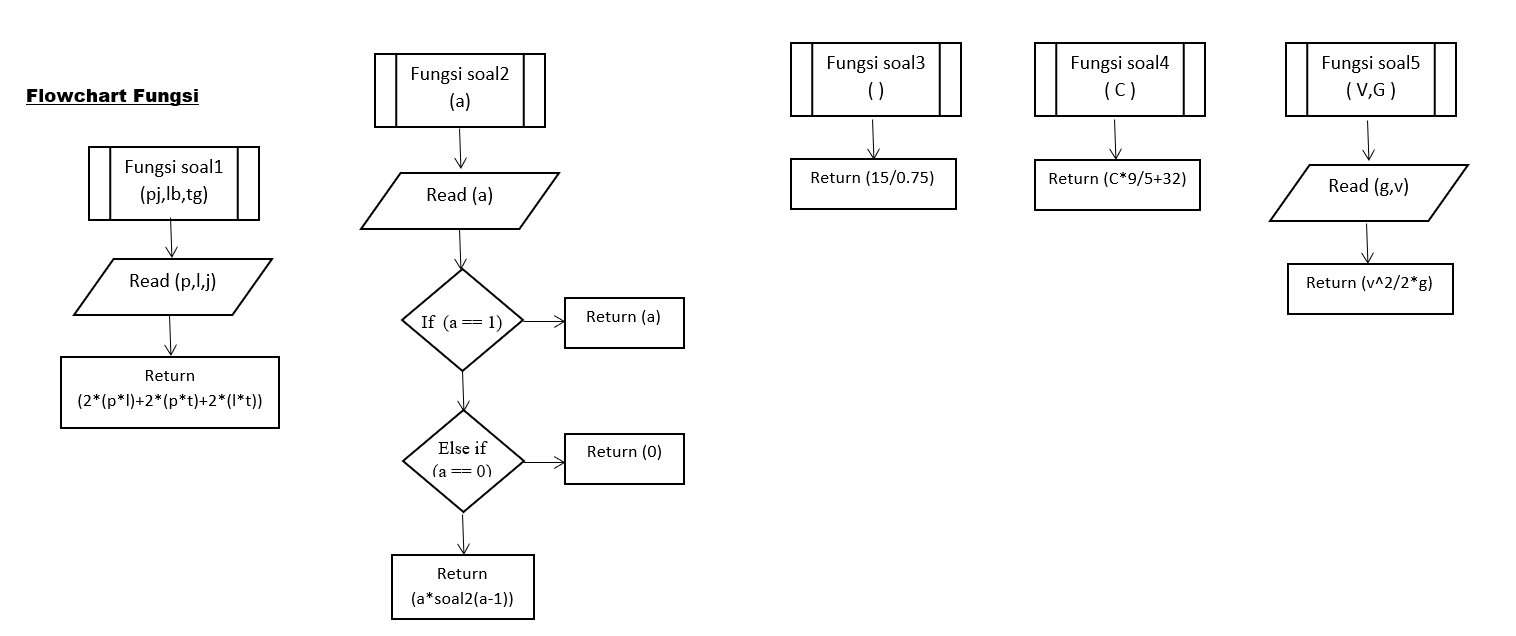 Flowchart Fungsi
Fungsi soal1
(pj,lb,tg)
Read (p,l,j)
Return
(2*(p*l)+2*(p*t)+2*(l*t))
Fungsi soal2
(a)
Read (a)
If (a == 1)
Return (a)
Else if
(a == 0)
Return (0)
Return
(a*soal2(a-1))
Fungsi soal3
( )
Return (15/0.75)
Fungsi soal4
( C )
Return (C*9/5+32)
Fungsi soal5
( V,G )
Read (g,v)
Return (v^2/2*g)